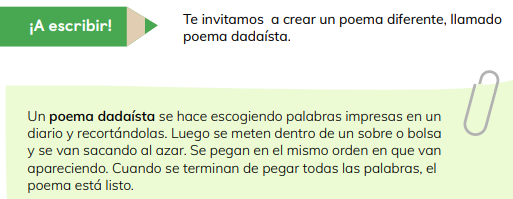 ¡A escribir!
Te invitamos a crear un poema diferente, llamado
poema dadaísta.
Un poema dadaísta se hace escogiendo palabras impresas en un
diario y recortándolas. Luego se meten dentro de un sobre o bolsa
y se van sacando al azar. Se pegan en el mismo orden en que van
apareciendo. Cuando se terminan de pegar todas las palabras, el
poema está listo.